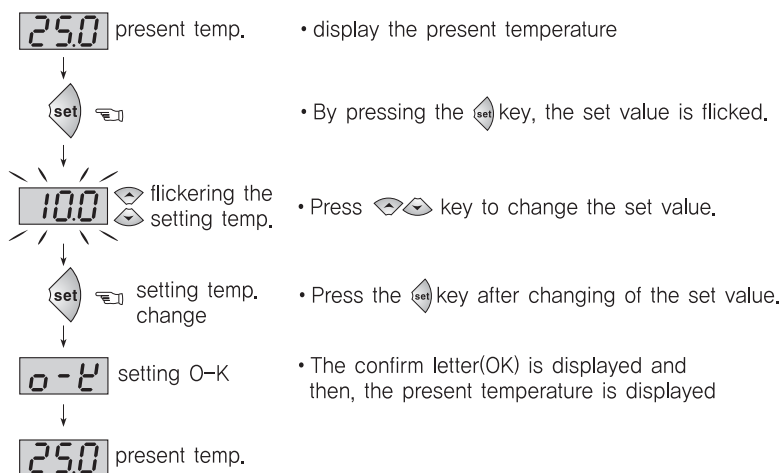 25.0 present temp. • display the present temperature
set • By pressing the set key, the set value is flicked.
10.0 flickering the
setting temp. • Press key to change the set value.
set setting temp.
change • Press the set key after changing of the set value.
o-k setting O-K • The confirm letter(OK) is displayed and
then, the present temperature is displayed
25.0 present temp.